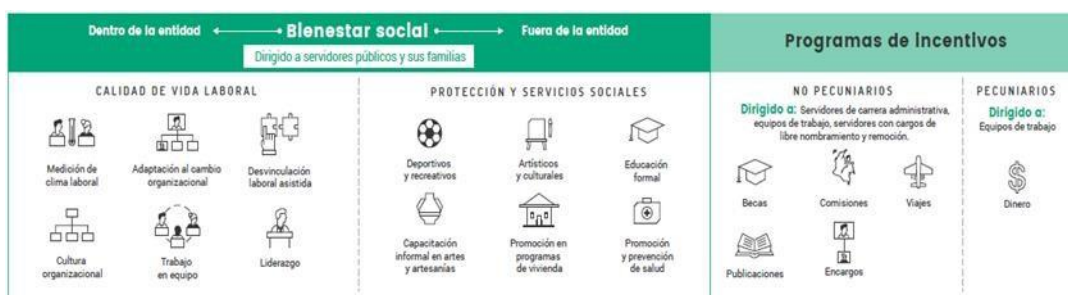 Dentro de la entidad
Bienestar social
Fuera de la entidad
Dirigido a servidores públicos y sus familias
CALIDAD DE VIDA LABORAL
Medición de
clima laboral
Adaptación al cambio
organizacional
Desvinculación
laboral asistida
Cultura
organizacional
Trabajo
en equipo
Liderazgo
PROTECCIÓN Y SERVICIOS SOCIALES
Deportivos
y recreativos
Artísticos
y culturales
Educación
formal
Capacitación
informal en artes
y artesanías
Promoción en
programas
de vivienda
Promoción
y prevención
de salud
Programas de incentivos
NO PECUNIARIOS
Dirigido a: Servidores de carrera administrativa,
equipos de trabajo, servidores con cargos de
libre nombramiento y remoción.
Becas
Comisiones
Viajes
Publicaciones
Encargos
PECUNIARIOS
Dirigido a:
Equipos de trabajo
$
Dinero